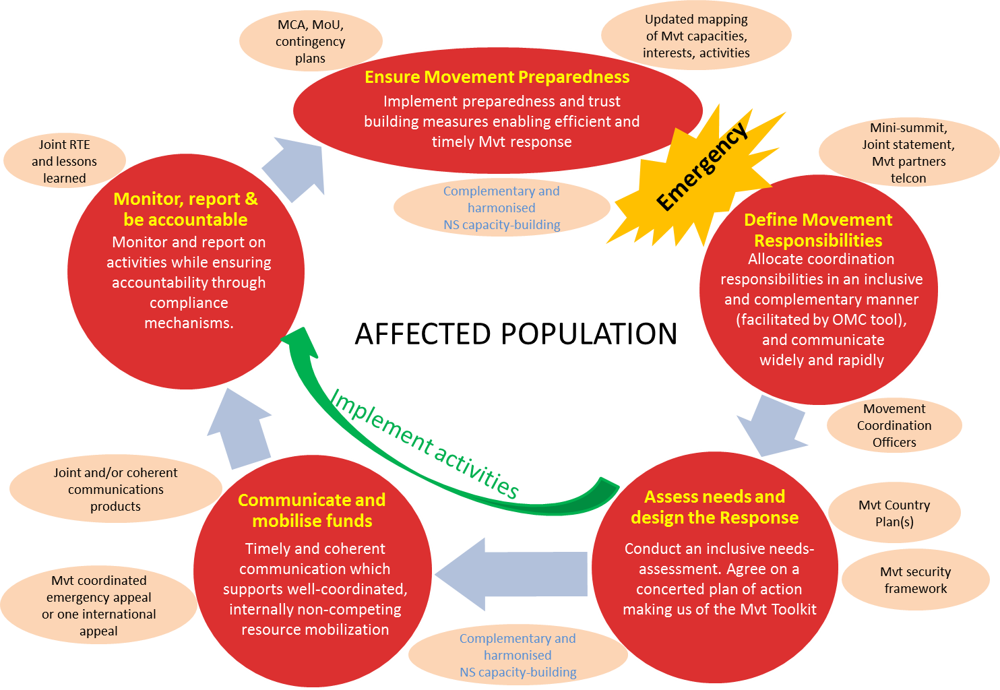 MCA, MoU,
contingency
plans
Updated mapping
of Mvt capacities,
interests, activities
Ensure Movement Preparedness
Implement preparedness and trust
building measures enabling efficient and
timely Mvt response
Complementary and
harmonised
NS capacity-building
Emergency
Mini-summit,
Joint statement,
Mvt partners
telcon
Define Movement
Responsibilities
Allocate coordination
responsibilities in an inclusive
and complementary manner
(facilitated by OMC tool),
and communicate
widely and rapidly
Movement
Coordination
Officers
Joint RTE
and lessons
learned
Monitor, report &
be accountable
Monitor and report on
activities while ensuring
accountability through
compliance
mechanisms.
AFFECTED POPULATION
Implement activities
Assess needs and
design the Response
Conduct an inclusive needs-
assessment. Agree on a
concerted plan of action
making us of the Mvt Toolkit
Mvt Country
Plan(s)
Mvt security
framework
Complementary and
harmonised
NS capacity-building
Communicate and
mobilise funds
Timely and coherent
communication which
supports well-coordinated,
internally non-competing
resource mobilization
Joint and/or coherent
communications
products
Mvt coordinated
emergency appeal
or one international
appeal